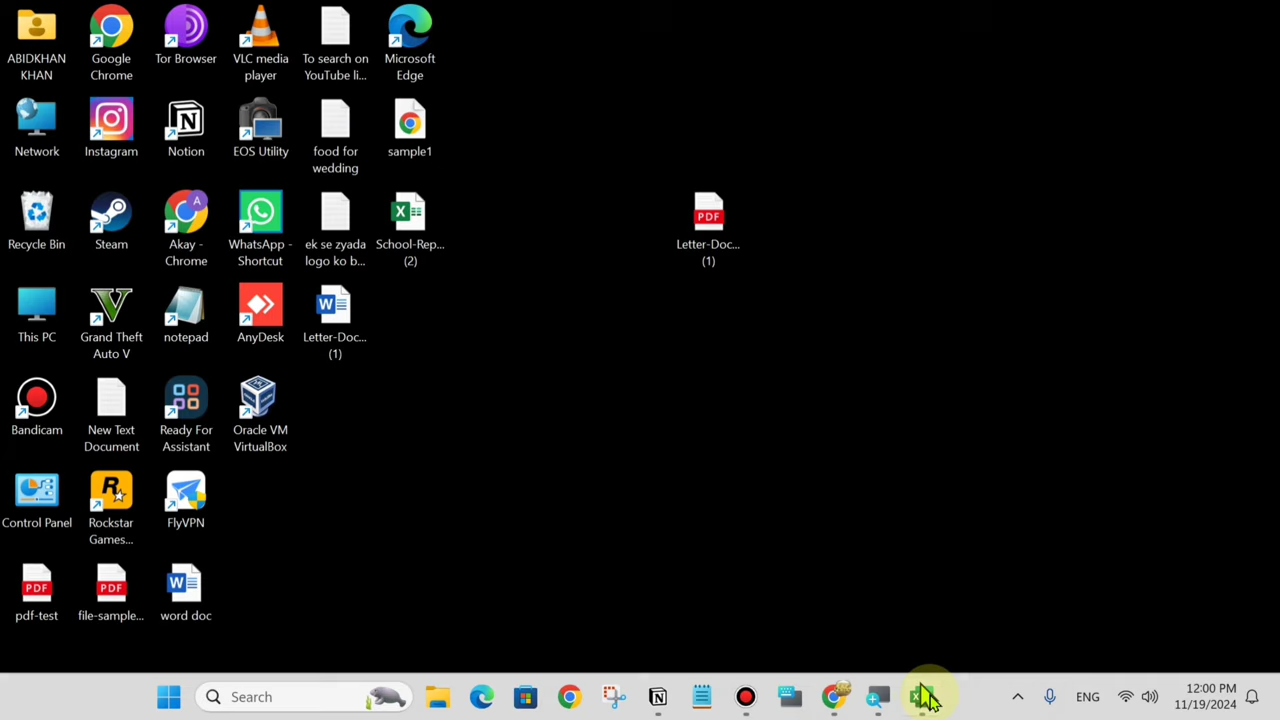 ABIDKHAN
KHAN
Google
Chrome
Tor Browser
VLC media
player
To search on
YouTube li...
Microsoft
Edge
Network
Instagram
Notion
EOS Utility
food for
wedding
sample1
Recycle Bin
Steam
Akay -
Chrome
WhatsApp -
Shortcut
ek se zyada
logo ko b...
School-Rep...
(2)
PDF
Letter-Doc...
(1)
This PC
Grand Theft
Auto V
notepad
AnyDesk
Letter-Doc...
(1)
Bandicam
New Text
Document
Ready For
Assistant
Oracle VM
VirtualBox
Control Panel
Rockstar
Games...
FlyVPN
PDF
pdf-test
PDF
file-sample...
word doc
Search
ENG
12:00 PM
11/19/2024